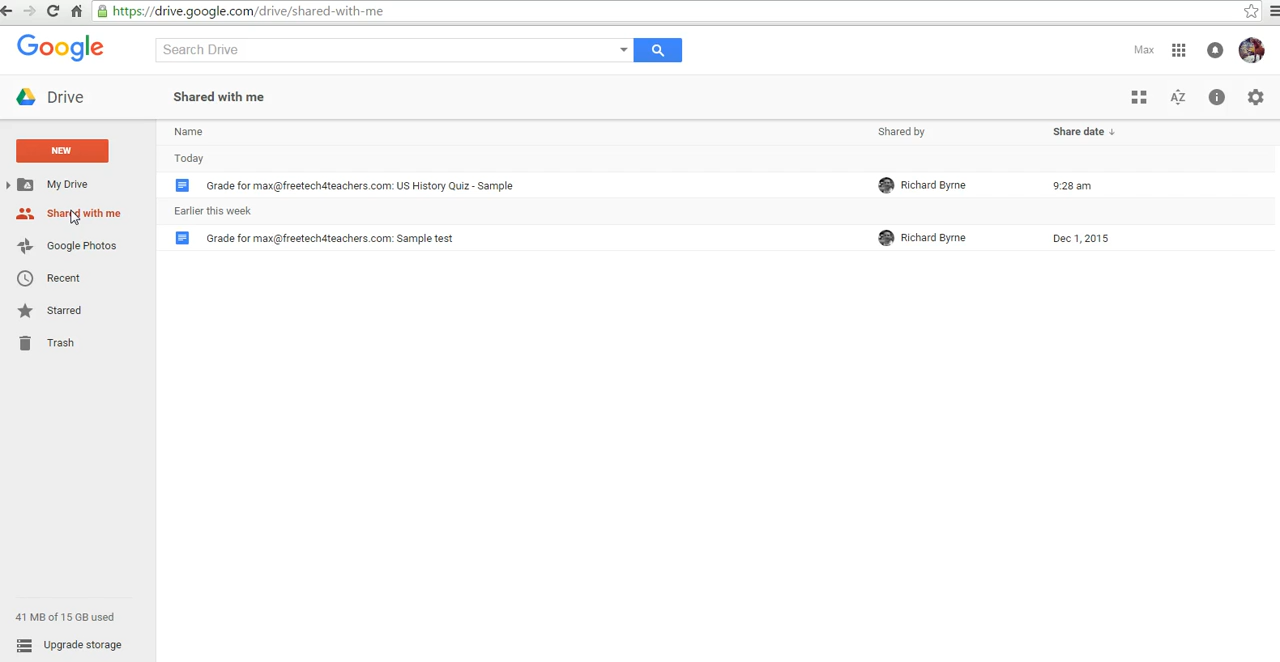 https://drive.google.com/drive/shared-with-me
Google
Search Drive
Max
Drive
Shared with me
NEW
My Drive
Shared with me
Google Photos
Recent
Starred
Trash
41 MB of 15 GB used
Upgrade storage
Name Shared by Share date
Today
Grade for max@freetech4teachers.com: US History Quiz - Sample Richard Byrne 9:28 am
Earlier this week
Grade for max@freetech4teachers.com: Sample test Richard Byrne Dec 1, 2015
AZ